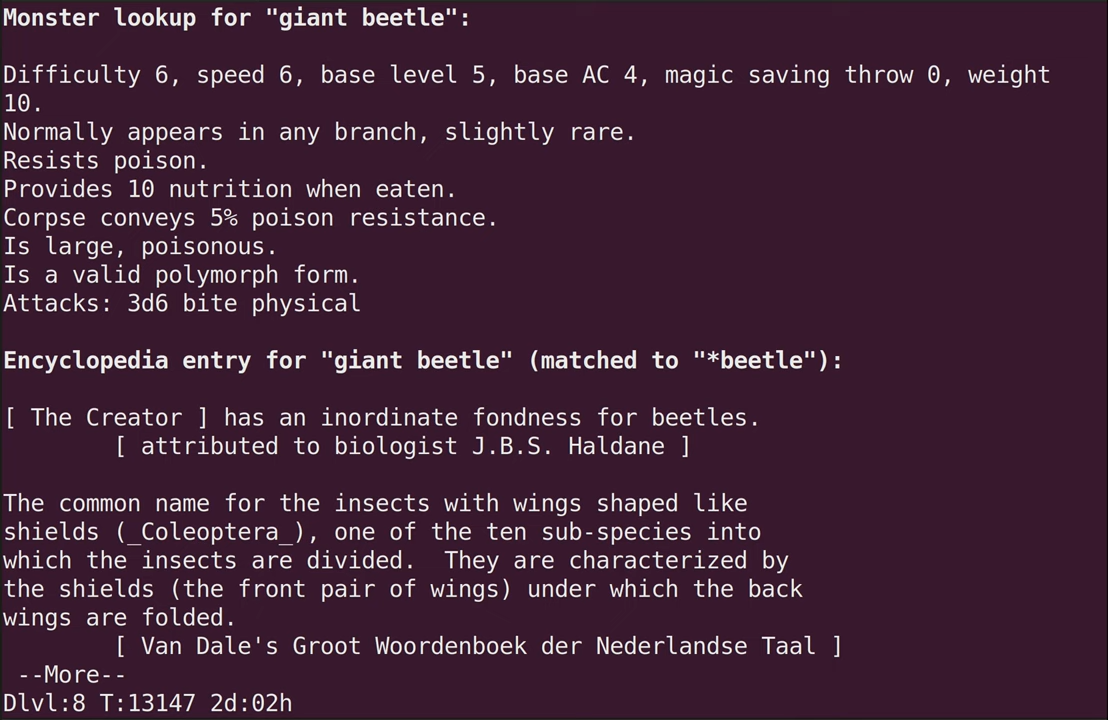 Monster lookup for "giant beetle":
Difficulty 6, speed 6, base level 5, base AC 4, magic saving throw 0, weight
10.
Normally appears in any branch, slightly rare.
Resists poison.
Provides 10 nutrition when eaten.
Corpse conveys 5% poison resistance.
Is large, poisonous.
Is a valid polymorph form.
Attacks: 3d6 bite physical
Encyclopedia entry for "giant beetle" (matched to "*beetle"):
[ The Creator ] has an inordinate fondness for beetles.
[ attributed to biologist J.B.S. Haldane ]
The common name for the insects with wings shaped like
shields (_Coleoptera_), one of the ten sub-species into
which the insects are divided.  They are characterized by
the shields (the front pair of wings) under which the back
wings are folded.
[ Van Dale's Groot Woordenboek der Nederlandse Taal ]
--More--
Dlvl:8 T:13147 2d:02h